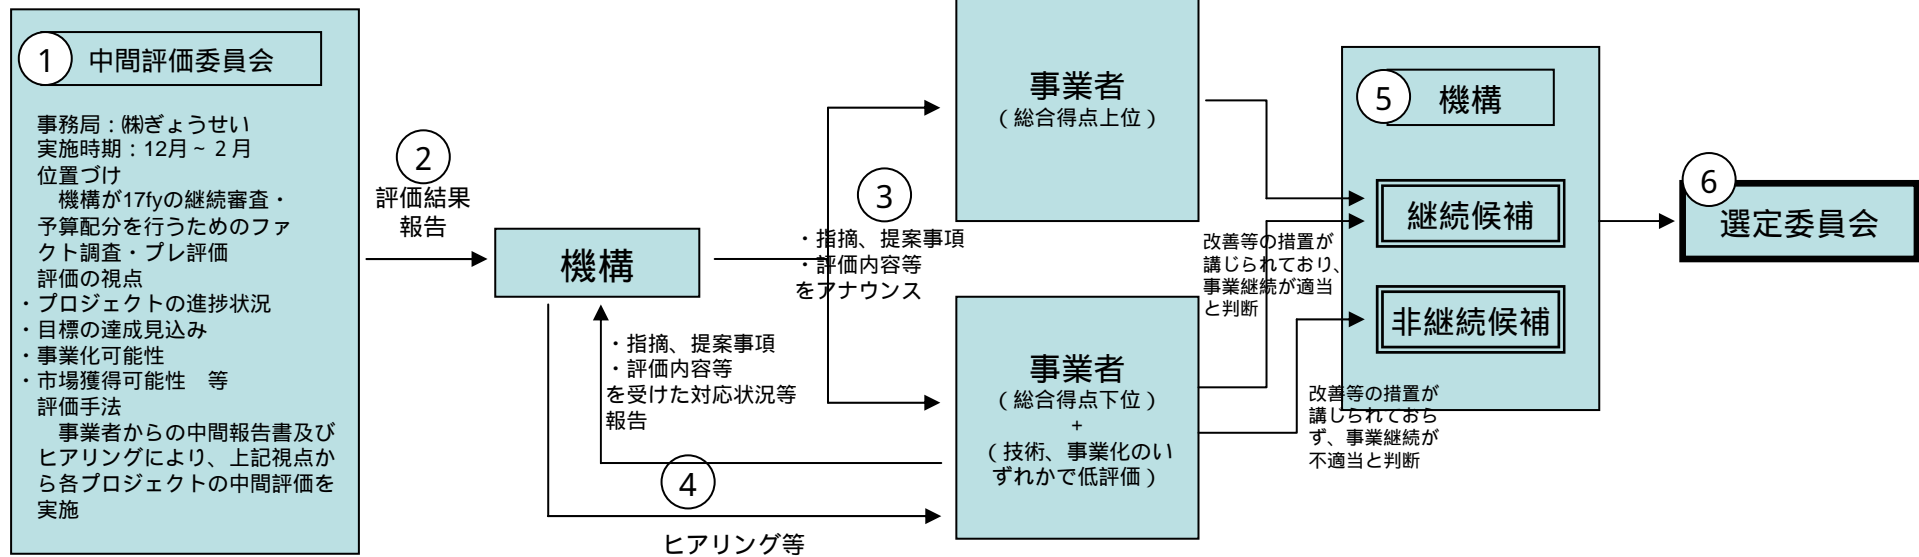 1
中間評価委員会
事務局：㈱ぎょうせい
実施時期：12月～２月
位置づけ
機構が17fyの継続審査・
予算配分を行うためのファ
クト調査・プレ評価
評価の視点
・プロジェクトの進捗状況
・目標の達成見込み
・事業化可能性
・市場獲得可能性　等
評価手法
事業者からの中間報告書及び
ヒアリングにより、上記視点か
ら各プロジェクトの中間評価を
実施
2
評価結果
報告
機構
3
・指摘、提案事項
・評価内容等
をアナウンス
・指摘、提案事項
・評価内容等
を受けた対応状況等
報告
4
ヒアリング等
事業者
（総合得点上位）
事業者
（総合得点下位）
+
（技術、事業化のい
ずれかで低評価）
改善等の措置が
講じられており、
事業継続が適当
と判断
改善等の措置が
講じられておら
ず、事業継続が
不適当と判断
5
機構
継続候補
非継続候補
6
選定委員会